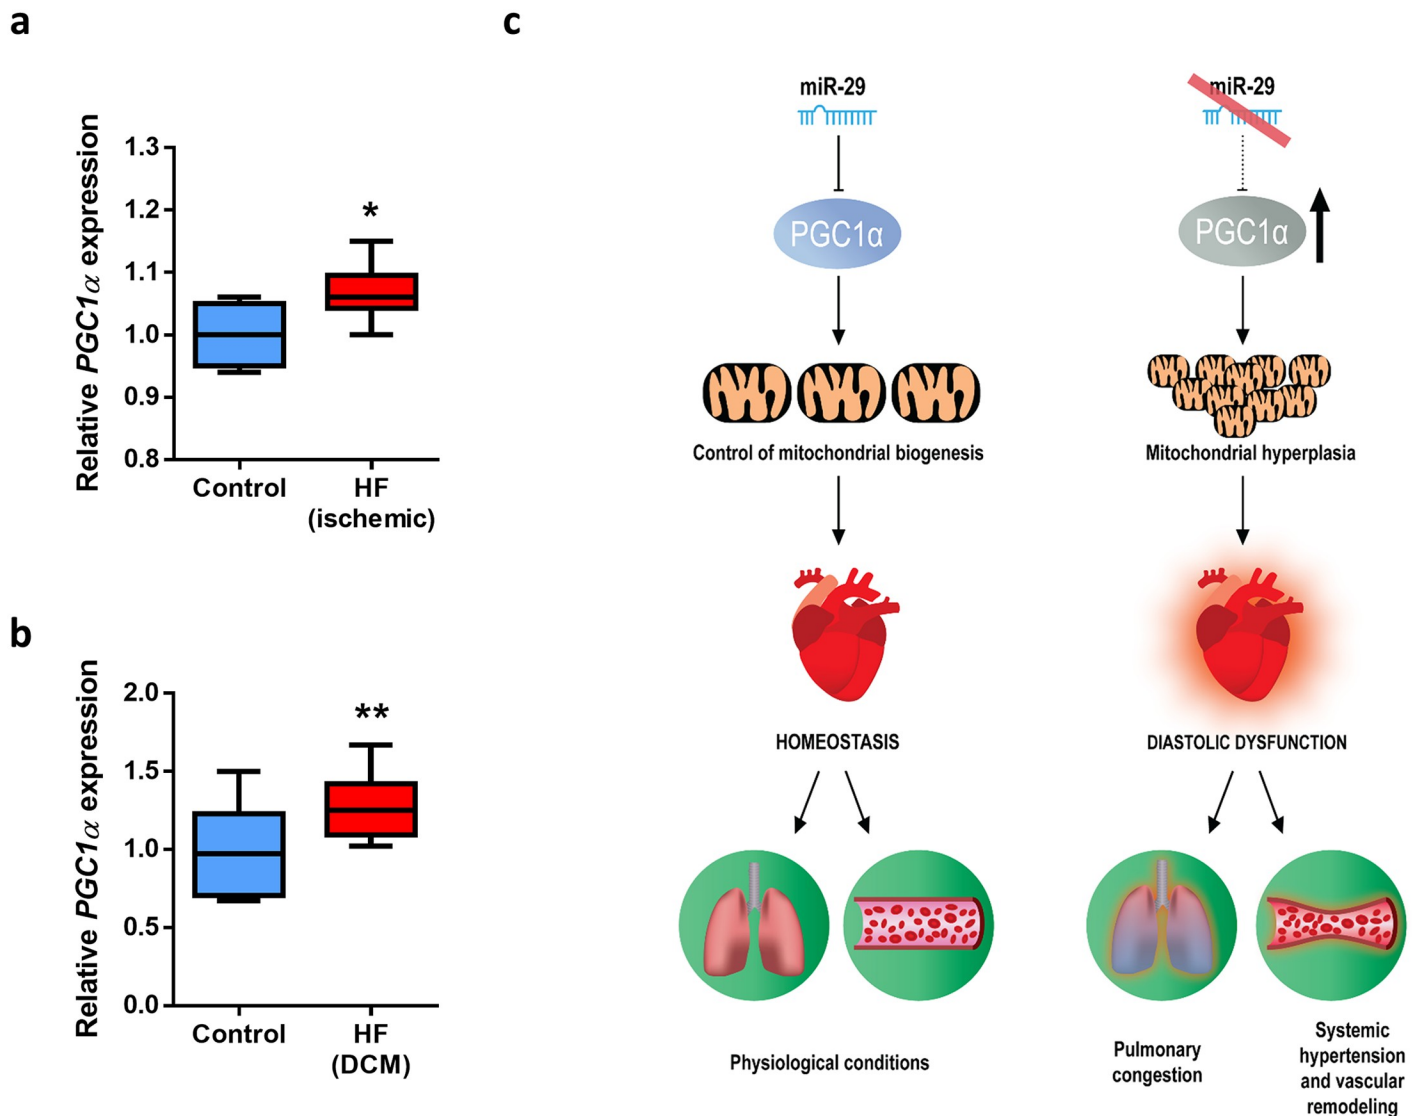 a
Relative PGC1α expression
1.3
1.2
1.1
1.0
0.9
0.8
*
Control
HF
(ischemic)
b
Relative PGC1α expression
2.0
1.5
1.0
0.5
0.0
**
Control
HF
(DCM)
c
miR-29
PGC1α
Control of mitochondrial biogenesis
HOMEOSTASIS
Physiological conditions
miR-29
PGC1α
Mitochondrial hyperplasia
DIASTOLIC DYSFUNCTION
Pulmonary
congestion
Systemic
hypertension
and vascular
remodeling